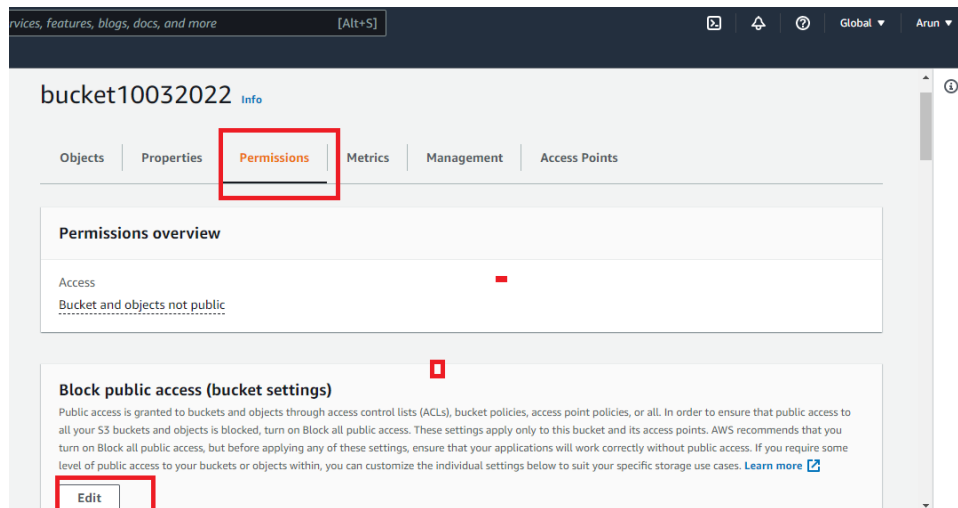 rvices, features, blogs, docs, and more [Alt+S] Global ▼ Arun ▼
bucket10032022 Info
Objects Properties Permissions Metrics Management Access Points
Permissions overview
Access
Bucket and objects not public
Block public access (bucket settings)
Public access is granted to buckets and objects through access control lists (ACLs), bucket policies, access point policies, or all. In order to ensure that public access to
all your S3 buckets and objects is blocked, turn on Block all public access. These settings apply only to this bucket and its access points. AWS recommends that you
turn on Block all public access, but before applying any of these settings, ensure that your applications will work correctly without public access. If you require some
level of public access to your buckets or objects within, you can customize the individual settings below to suit your specific storage use cases. Learn more
Edit